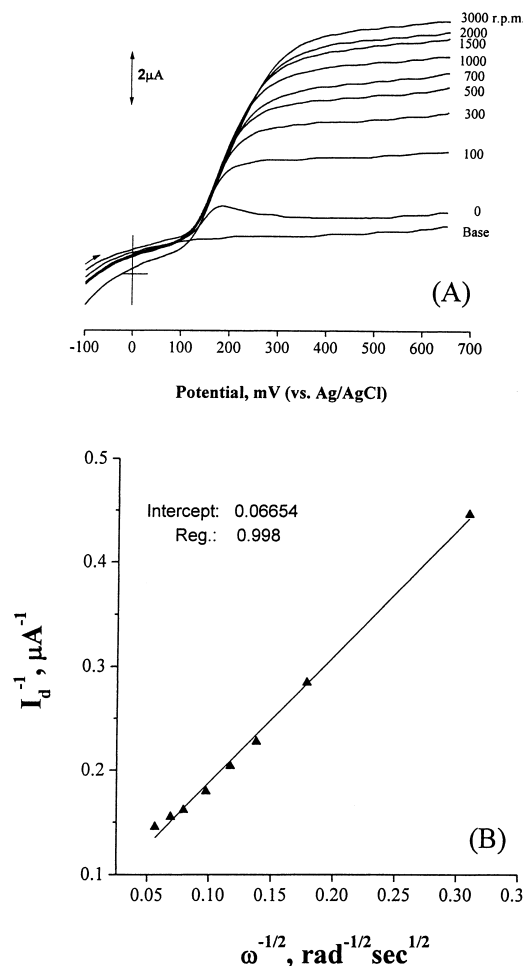 3000 r.p.m.
2000
1500
1000
700
500
300
100
0
Base
2μA
(A)
-100 0 100 200 300 400 500 600 700
Potential, mV (vs. Ag/AgCl)
0.5
Intercept: 0.06654
Reg.: 0.998
0.4
0.3
0.2
0.1
I_d^-1, μA^-1
(B)
0.05 0.10 0.15 0.20 0.25 0.30 0.3
ω^-1/2, rad^-1/2 sec^1/2